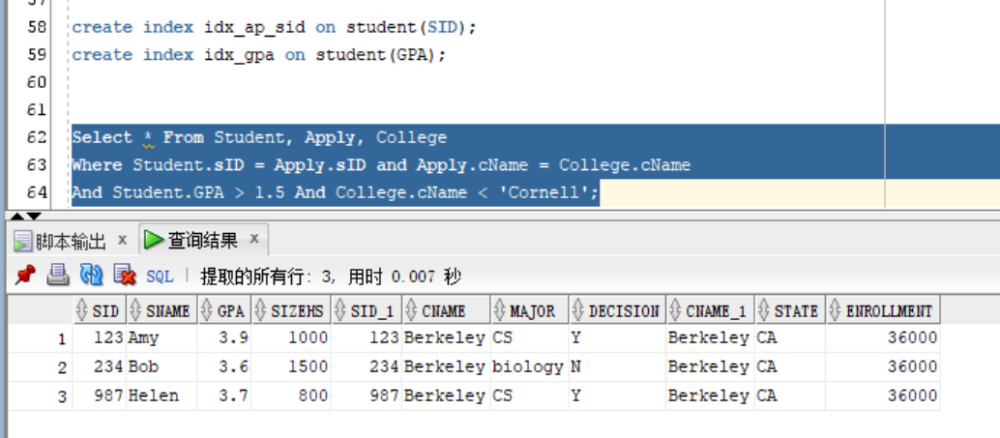 57
58 create index idx_ap_sid on student(SID);
59 create index idx_gpa on student(GPA);
60
61
62 Select * From Student, Apply, College
63 Where Student.sID = Apply.sID and Apply.cName = College.cName
64 And Student.GPA > 1.5 And College.cName < 'Cornell';
脚本输出 x 查询结果 x
SQL | 提取的所有行: 3, 用时 0.007 秒
SID SNAME GPA SIZEHS SID_1 CNAME MAJOR DECISION CNAME_1 STATE ENROLLMENT
1 123 Amy 3.9 1000 123 Berkeley CS Y Berkeley CA 36000
2 234 Bob 3.6 1500 234 Berkeley biology N Berkeley CA 36000
3 987 Helen 3.7 800 987 Berkeley CS Y Berkeley CA 36000